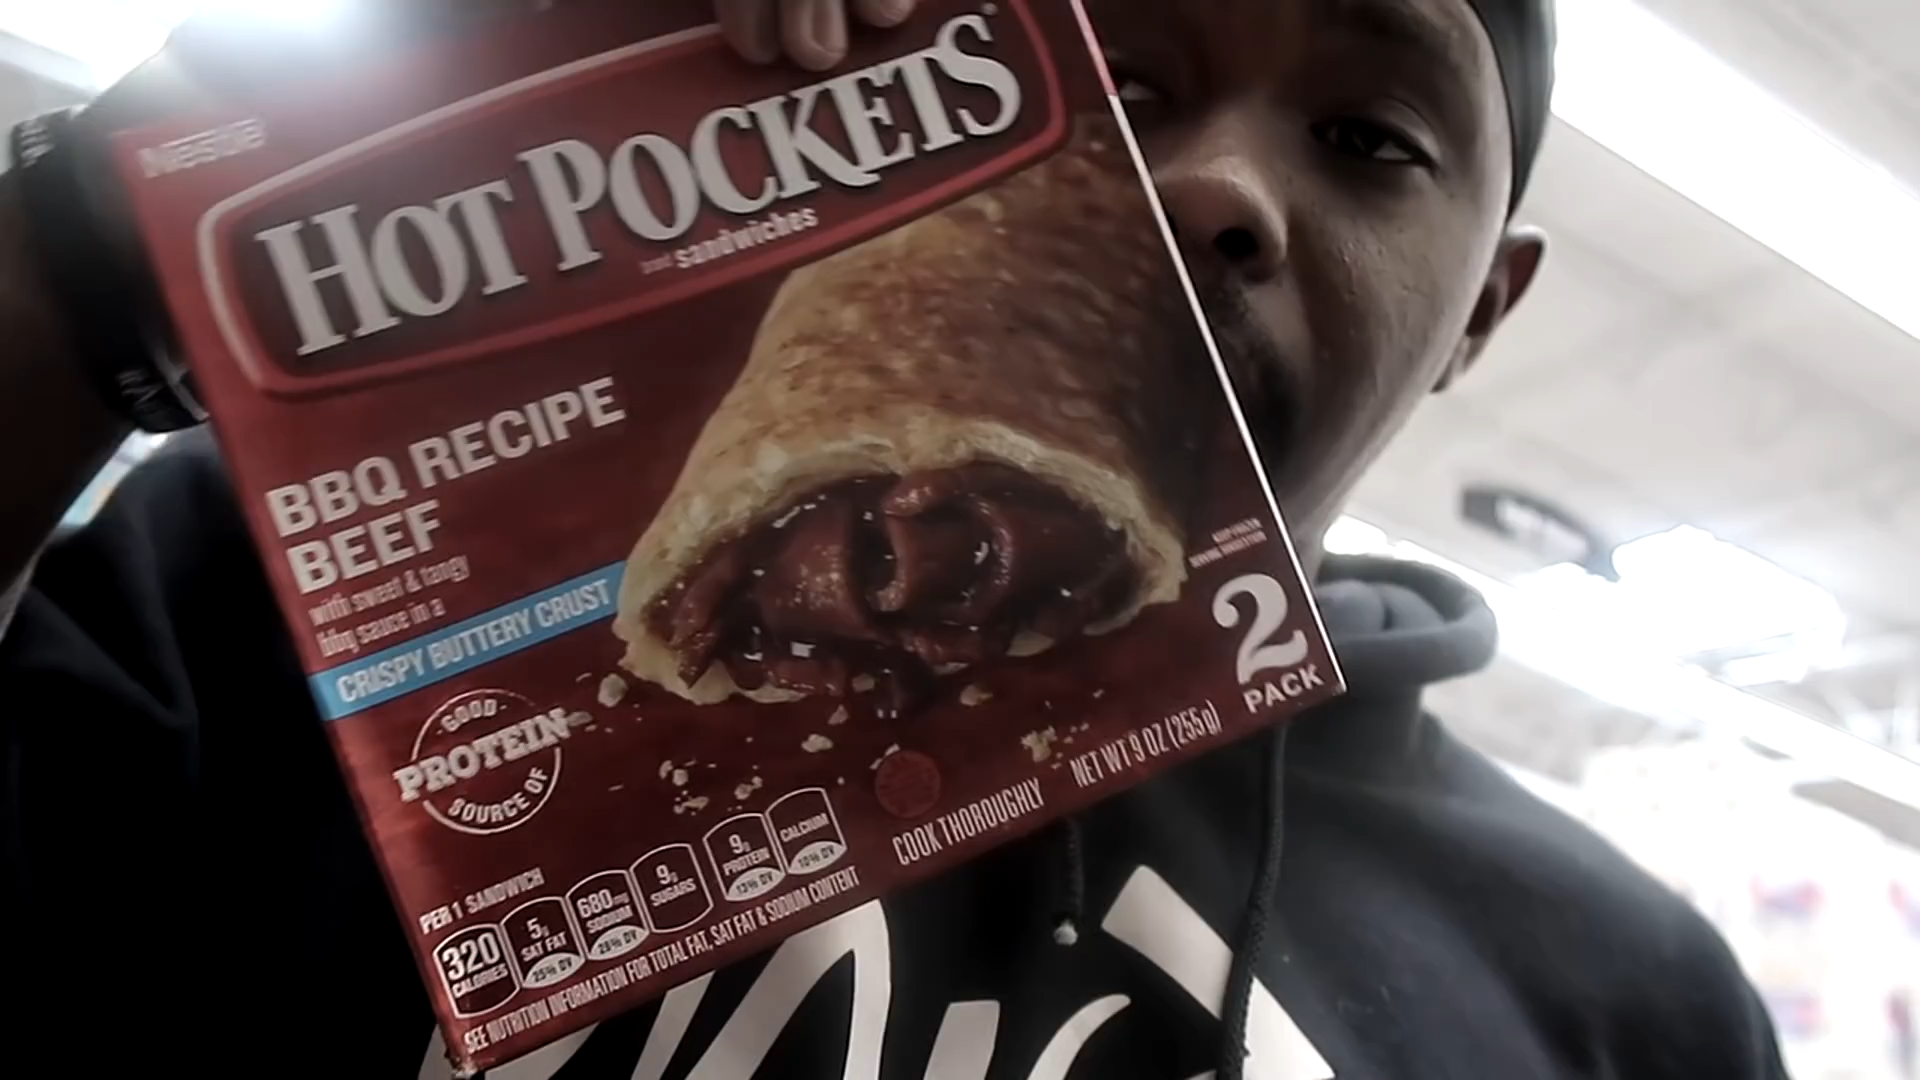 Nestlé
HOT POCKETS
sandwiches
BBQ RECIPE
BEEF
with sweet & tangy
bbq sauce in a
CRISPY BUTTERY CRUST
GOOD
PROTEIN
SOURCE OF
2
PACK
PER 1 SANDWICH
320 CALORIES
5g SAT FAT 25% DV
680mg SODIUM 28% DV
9g SUGARS
9g PROTEIN 13% DV
CALCIUM 10% DV
SEE NUTRITION INFORMATION FOR TOTAL FAT, SAT FAT & SODIUM CONTENT
COOK THOROUGHLY
NET WT 9 OZ (255g)